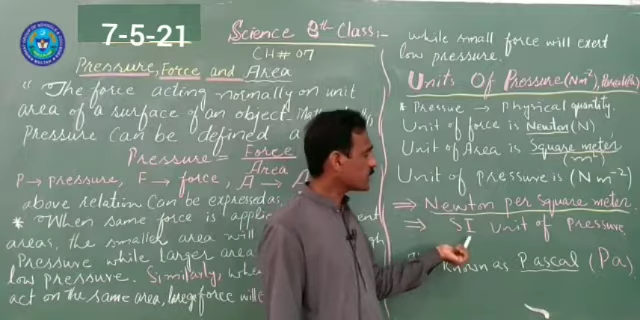 7-5-21
Science 8th Class:-
CH # 07
Pressure, Force and Area
"The force acting normally on unit
area of a surface of an object
Pressure can be defined
Pressure = Force
Area
P → pressure, F → force, A →
above relation can be expressed as,
* When same force is applied
areas, the smaller area will
Pressure while larger area
low pressure. Similarly, when
act on the same area, large force will
while small force will exert
low pressure.
Units Of Pressure (Nm²),
* Pressure → Physical quantity.
Unit of force is Newton (N)
Unit of Area is Square meter
(m²)
Unit of pressure is (Nm-2)
⇒ Newton per Square meter.
⇒ SI Unit of Pressure
known as Pascal (Pa).